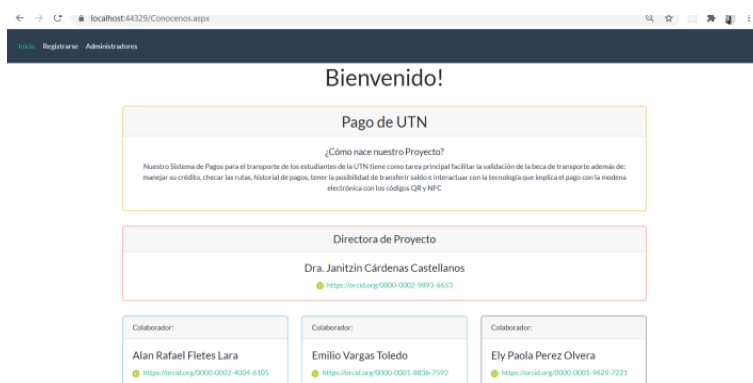 localhost:44329/Conocenos.aspx
Inicio Registrarse Administradores
Bienvenido!
Pago de UTN
¿Cómo nace nuestro Proyecto?
Nuestro Sistema de Pagos para el transporte de los estudiantes de la UTN tiene como tarea principal facilitar la validación de la beca de transporte además de:
manejar su crédito, checar las rutas, historial de pagos, tener la posibilidad de transferir saldo e interactuar con la tecnología que implica el pago con la modena
electrónica con los códigos QR y NFC
Directora de Proyecto
Dra. Janitzin Cárdenas Castellanos
https://orcid.org/0000-0002-9893-6653
Colaborador: Colaborador: Colaborador:
Alan Rafael Fletes Lara Emilio Vargas Toledo Ely Paola Perez Olvera
https://orcid.org/0000-0002-4004-6105 https://orcid.org/0000-0001-8836-7592 https://orcid.org/0000-0001-9629-7221